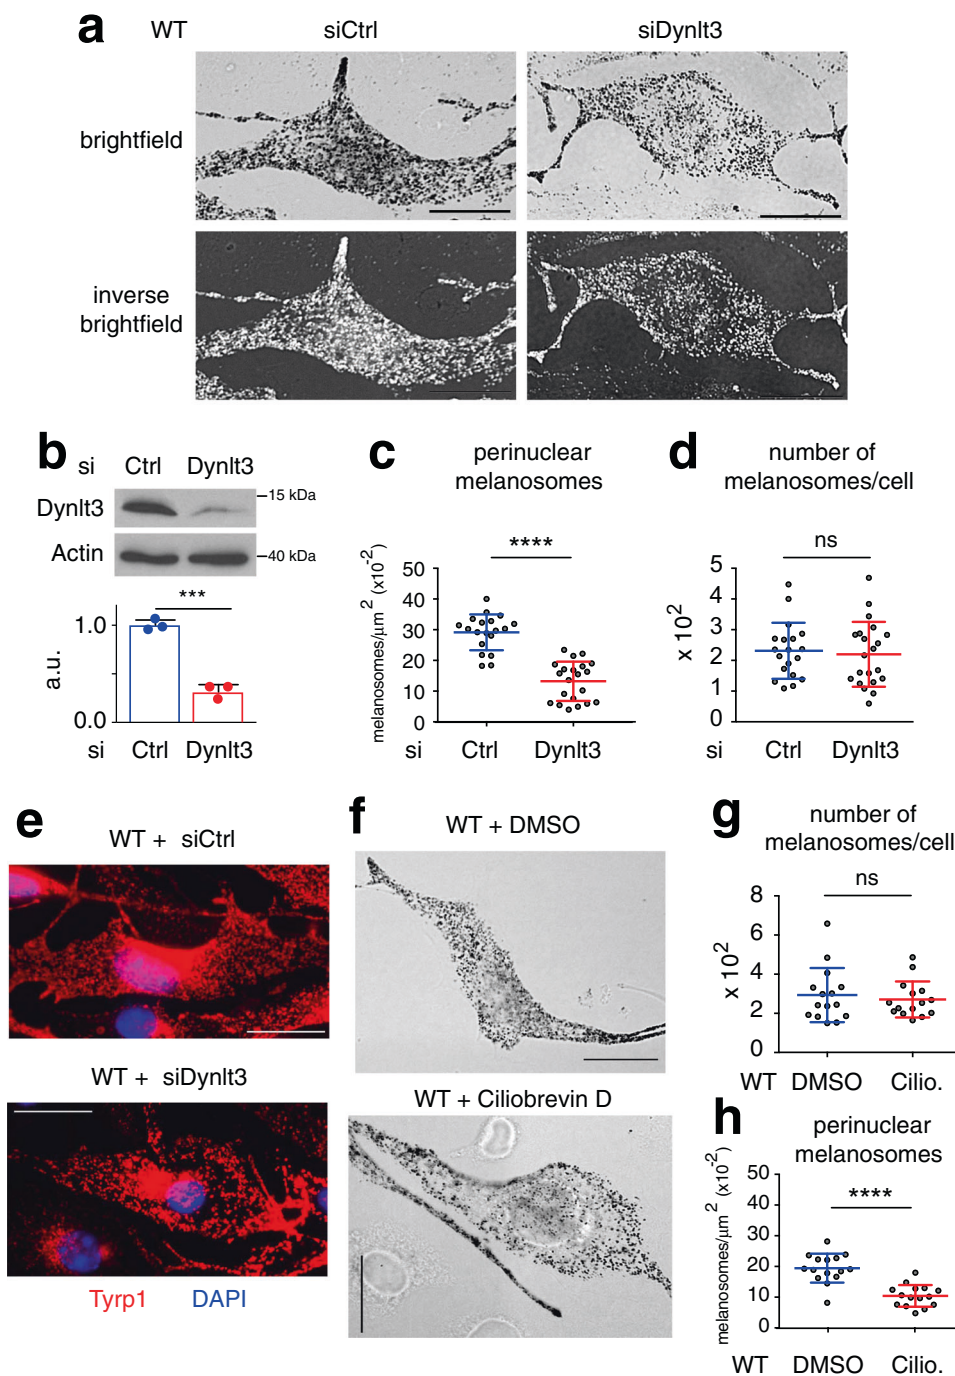 a
WT
siCtrl
siDynlt3
brightfield
inverse
brightfield
b
si
Ctrl
Dynlt3
Dynlt3
15 kDa
Actin
40 kDa
***
1.0
a.u.
0.0
si
Ctrl
Dynlt3
c
perinuclear
melanosomes
****
melanosomes/μm² (x10⁻²)
50
40
30
20
10
0
si
Ctrl
Dynlt3
d
number of
melanosomes/cell
ns
x 10²
5
4
3
2
1
0
si
Ctrl
Dynlt3
e
WT + siCtrl
WT + siDynlt3
Tyrp1
DAPI
f
WT + DMSO
WT + Ciliobrevin D
g
number of
melanosomes/cell
ns
x 10²
8
6
4
2
0
WT
DMSO
Cilio.
h
perinuclear
melanosomes
****
melanosomes/μm² (x10⁻²)
50
40
30
20
10
0
WT
DMSO
Cilio.